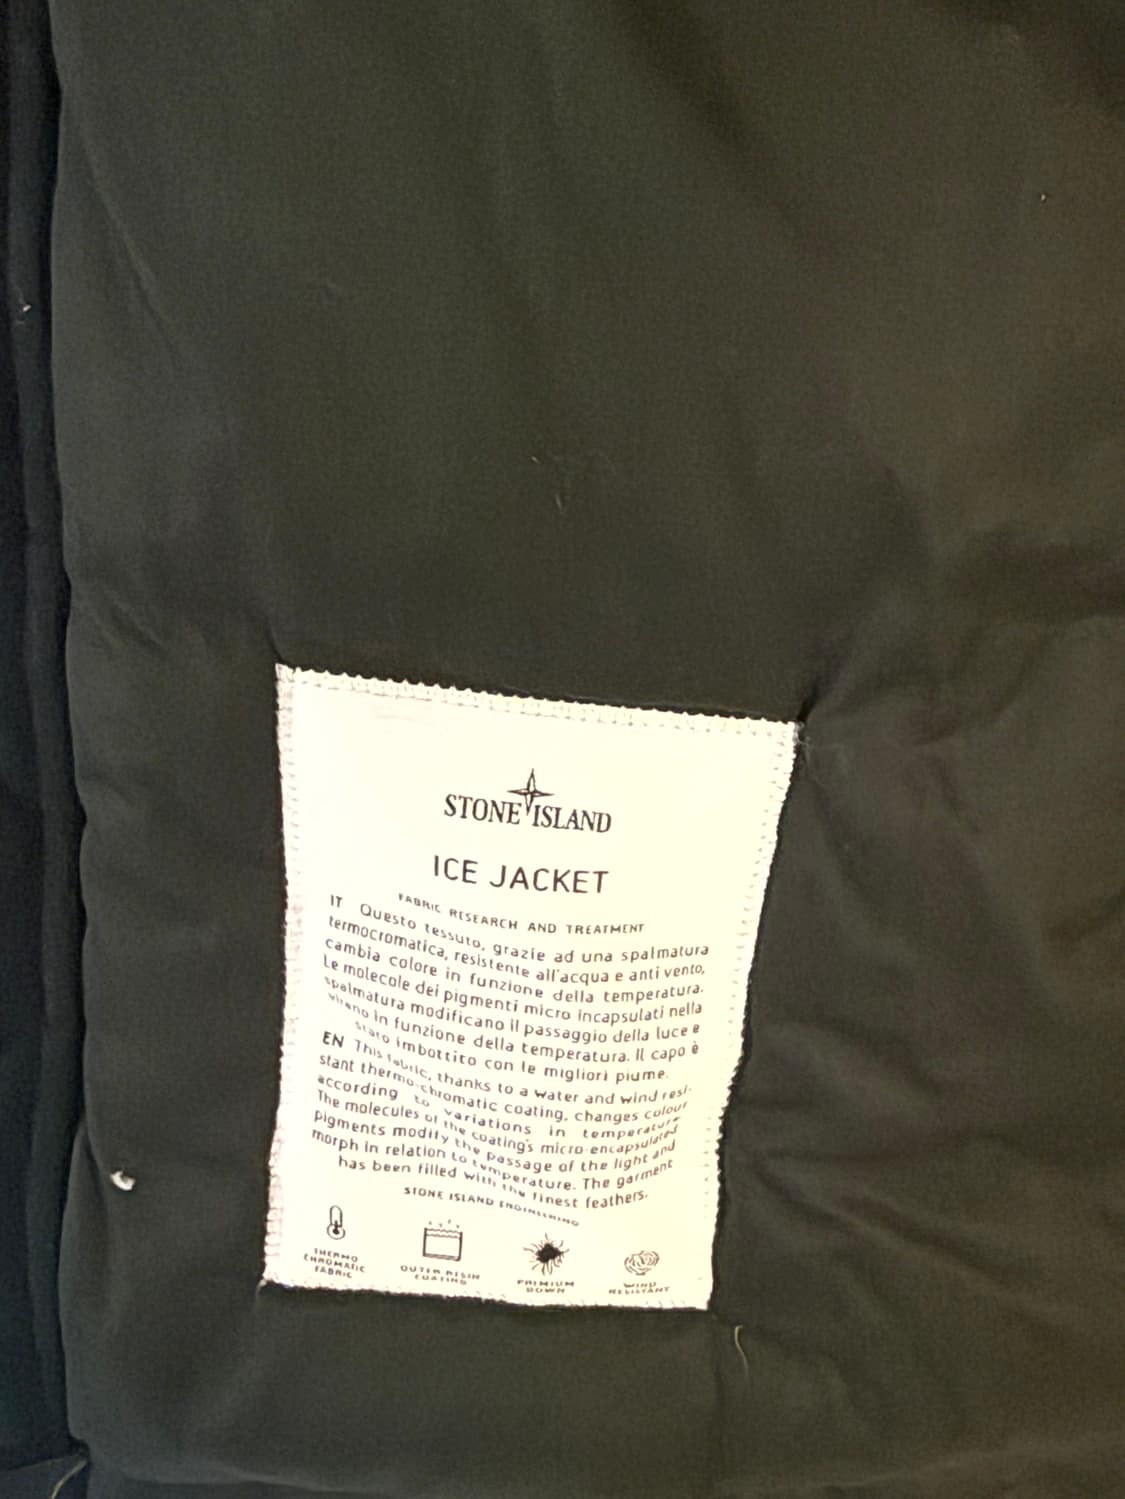 STONE ISLAND
ICE JACKET
FABRIC RESEARCH AND TREATMENT
IT Questo tessuto, grazie ad una spalmatura
termocromatica, resistente all'acqua e anti vento,
cambia colore in funzione della temperatura.
Le molecole dei pigmenti micro incapsulati nella
spalmatura modificano il passaggio della luce e
virano in funzione della temperatura. Il capo è
stato imbottito con le migliori piume.
EN This fabric, thanks to a water and wind resi-
stant thermo-chromatic coating, changes colour
according to variations in temperature.
The molecules of the coating's micro-encapsulated
pigments modify the passage of the light and
morph in relation to temperature. The garment
has been filled with the finest feathers.
STONE ISLAND ENGINEERING
THERMO
CHROMATIC
FABRIC
OUTER RESIN
COATING
PREMIUM
DOWN
WIND
RESISTANT